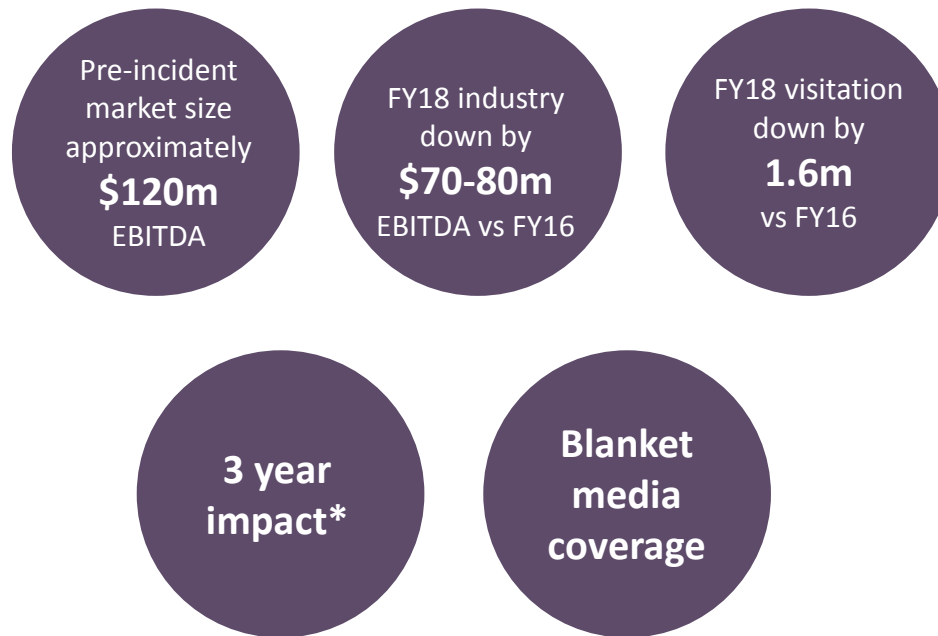 Pre-incident
market size
approximately
$120m
EBITDA
FY18 industry
down by
$70-80m
EBITDA vs FY16
FY18 visitation
down by
1.6m
vs FY16
3 year
impact*
Blanket
media
coverage